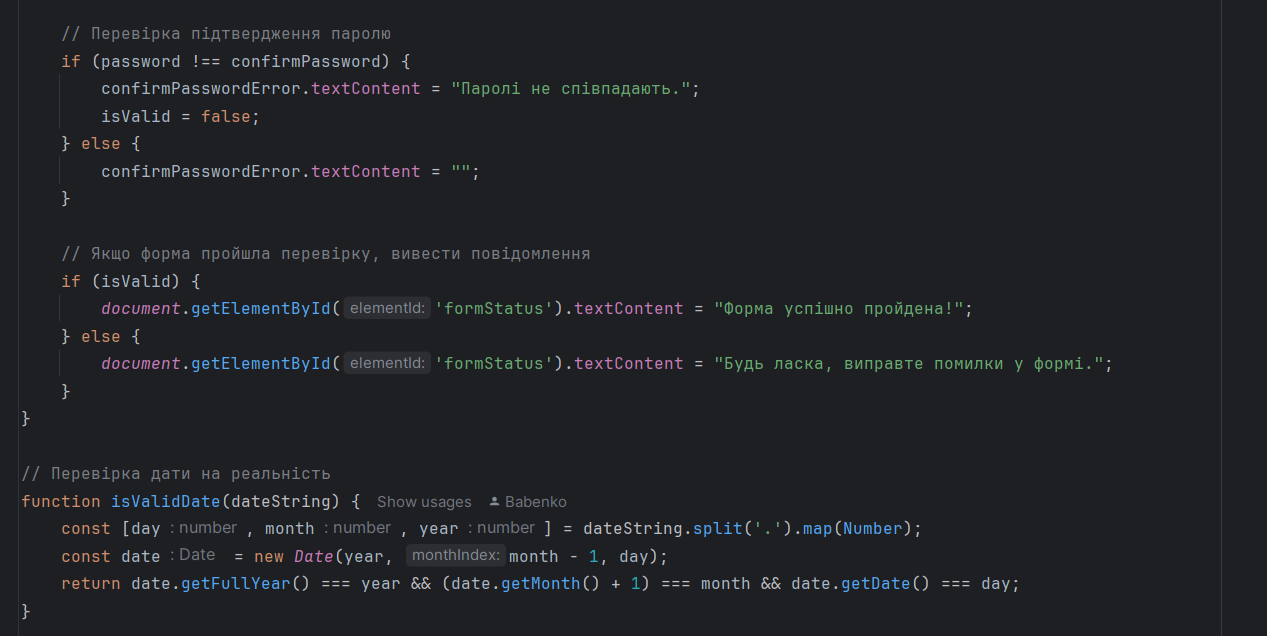 // Перевірка підтвердження паролю
if (password !== confirmPassword) {
confirmPasswordError.textContent = "Паролі не співпадають.";
isValid = false;
} else {
confirmPasswordError.textContent = "";
}
// Якщо форма пройшла перевірку, вивести повідомлення
if (isValid) {
document.getElementById( elementId: 'formStatus').textContent = "Форма успішно пройдена!";
} else {
document.getElementById( elementId: 'formStatus').textContent = "Будь ласка, виправте помилки у формі.";
}
}
// Перевірка дати на реальність
function isValidDate(dateString) { Show usages Babenko
const [day : number , month : number , year : number ] = dateString.split('.').map(Number);
const date : Date = new Date(year, monthIndex: month - 1, day);
return date.getFullYear() === year && (date.getMonth() + 1) === month && date.getDate() === day;
}